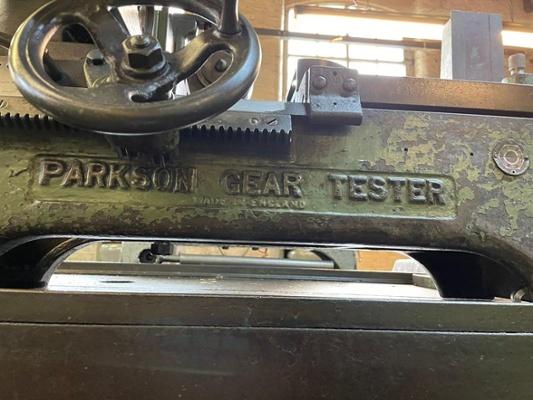 PARKSON GEAR TESTER
MADE IN ENGLAND